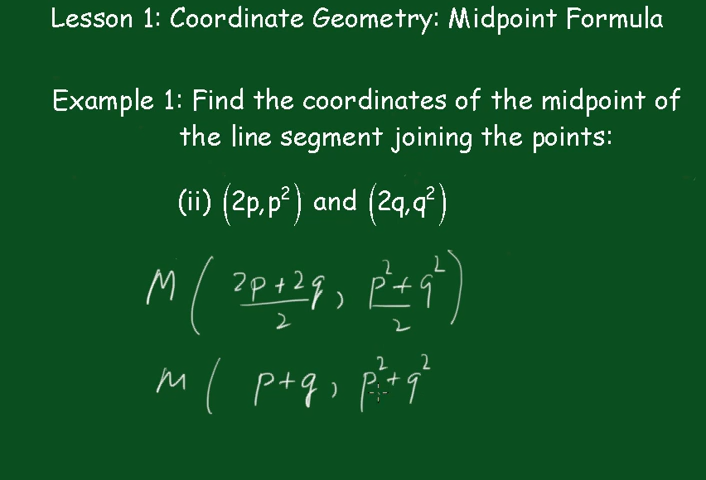 Lesson 1: Coordinate Geometry: Midpoint Formula
Example 1: Find the coordinates of the midpoint of
the line segment joining the points:
(ii) (2p,p²) and (2q,q²)
M ( 2p+2q/2 , p²+q²/2 )
M ( p+q , p²+q²